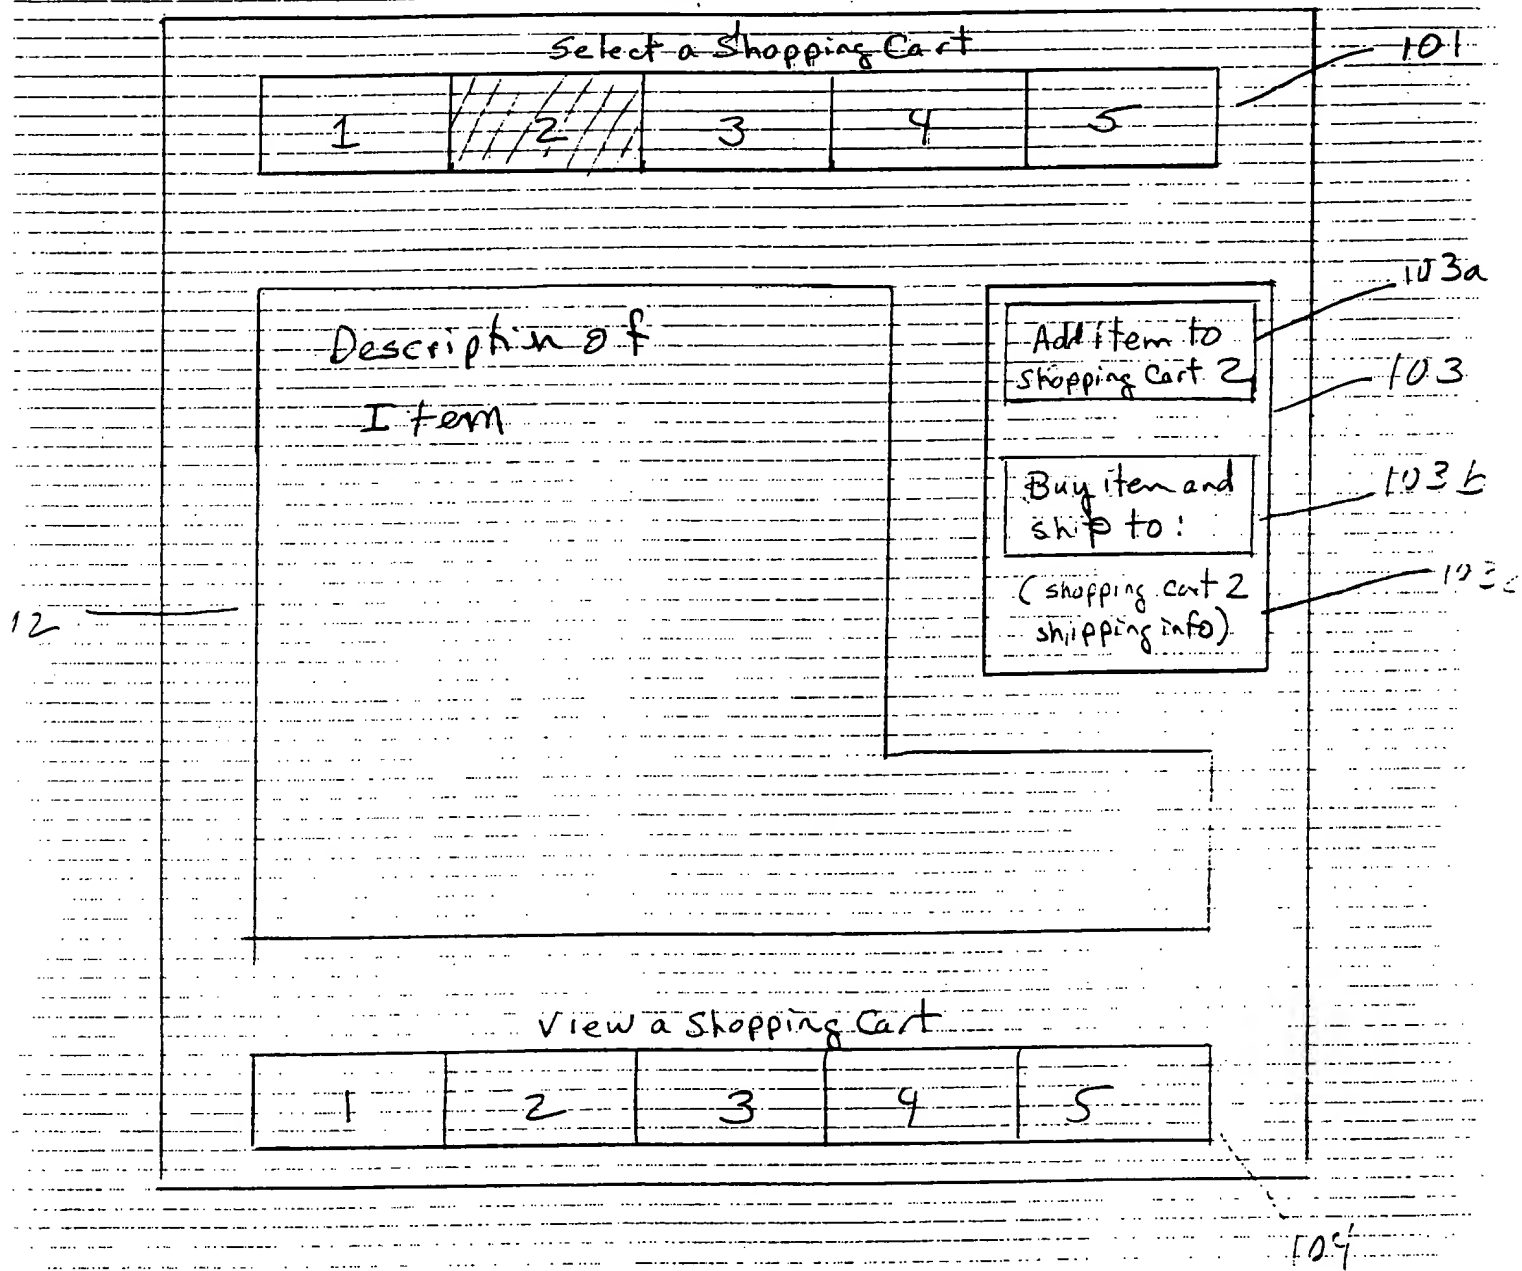 Select a Shopping Cart
101
1 2 3 4 5
103a
Description of
Item
Add item to
shopping cart 2
103
Buy item and
ship to:
103b
(shopping cart 2
shipping info)
103c
12
View a Shopping Cart
1 2 3 4 5
104